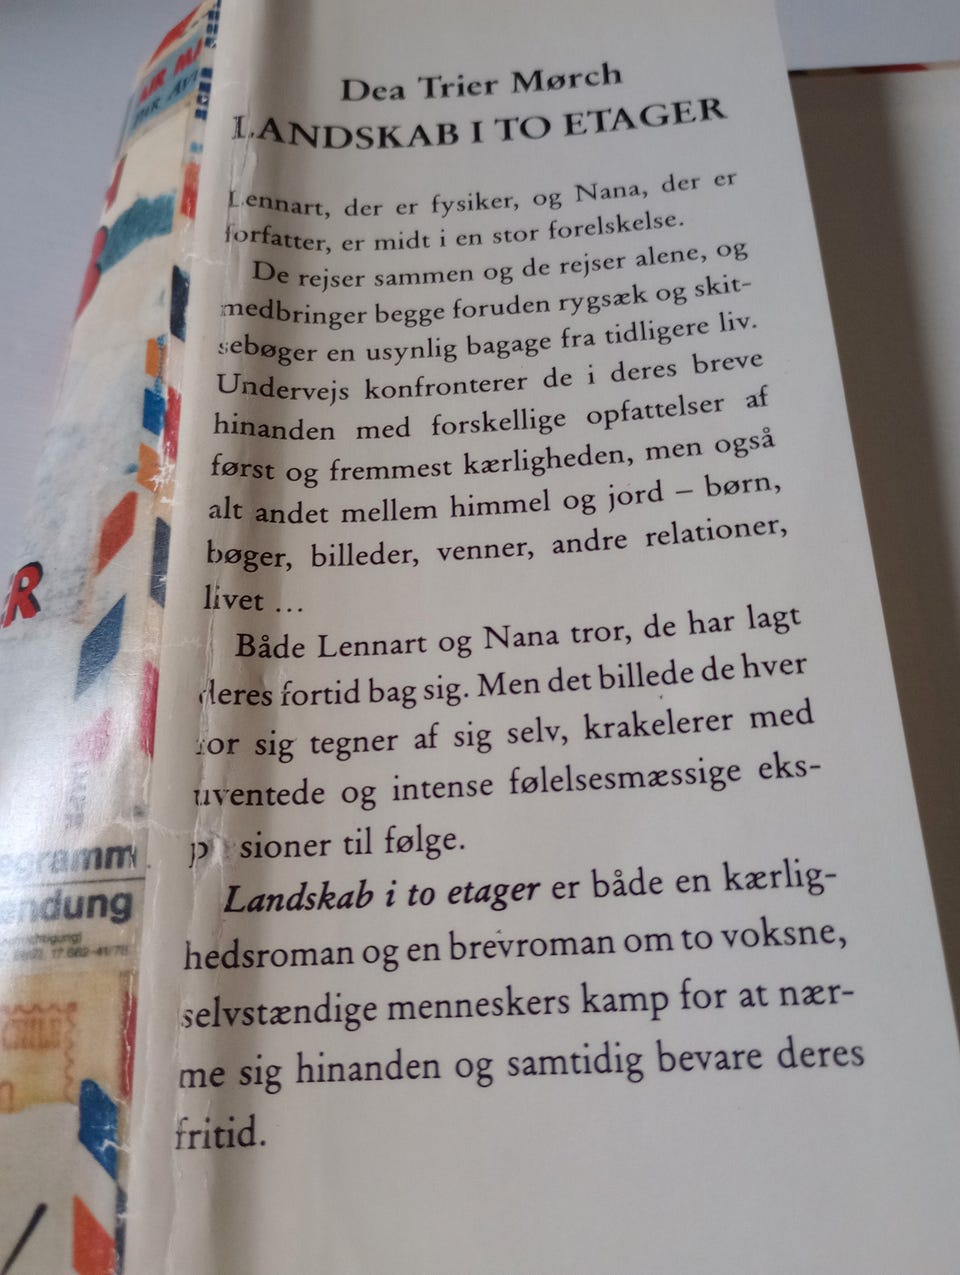 AIR MA
Dea Trier Mørch
LANDSKAB I TO ETAGER
Lennart, der er fysiker, og Nana, der er
forfatter, er midt i en stor forelskelse.
De rejser sammen og de rejser alene, og
medbringer begge foruden rygsæk og skit-
sebøger en usynlig bagage fra tidligere liv.
Undervejs konfronterer de i deres breve
hinanden med forskellige opfattelser af
først og fremmest kærligheden, men også
alt andet mellem himmel og jord – børn,
bøger, billeder, venner, andre relationer,
livet ...
Både Lennart og Nana tror, de har lagt
deres fortid bag sig. Men det billede de hver
for sig tegner af sig selv, krakelerer med
uventede og intense følelsesmæssige eks-
p sioner til følge.
Landskab i to etager er både en kærlig-
hedsroman og en brevroman om to voksne,
selvstændige menneskers kamp for at nær-
me sig hinanden og samtidig bevare deres
fritid.
R
egramm
endung
CHILE